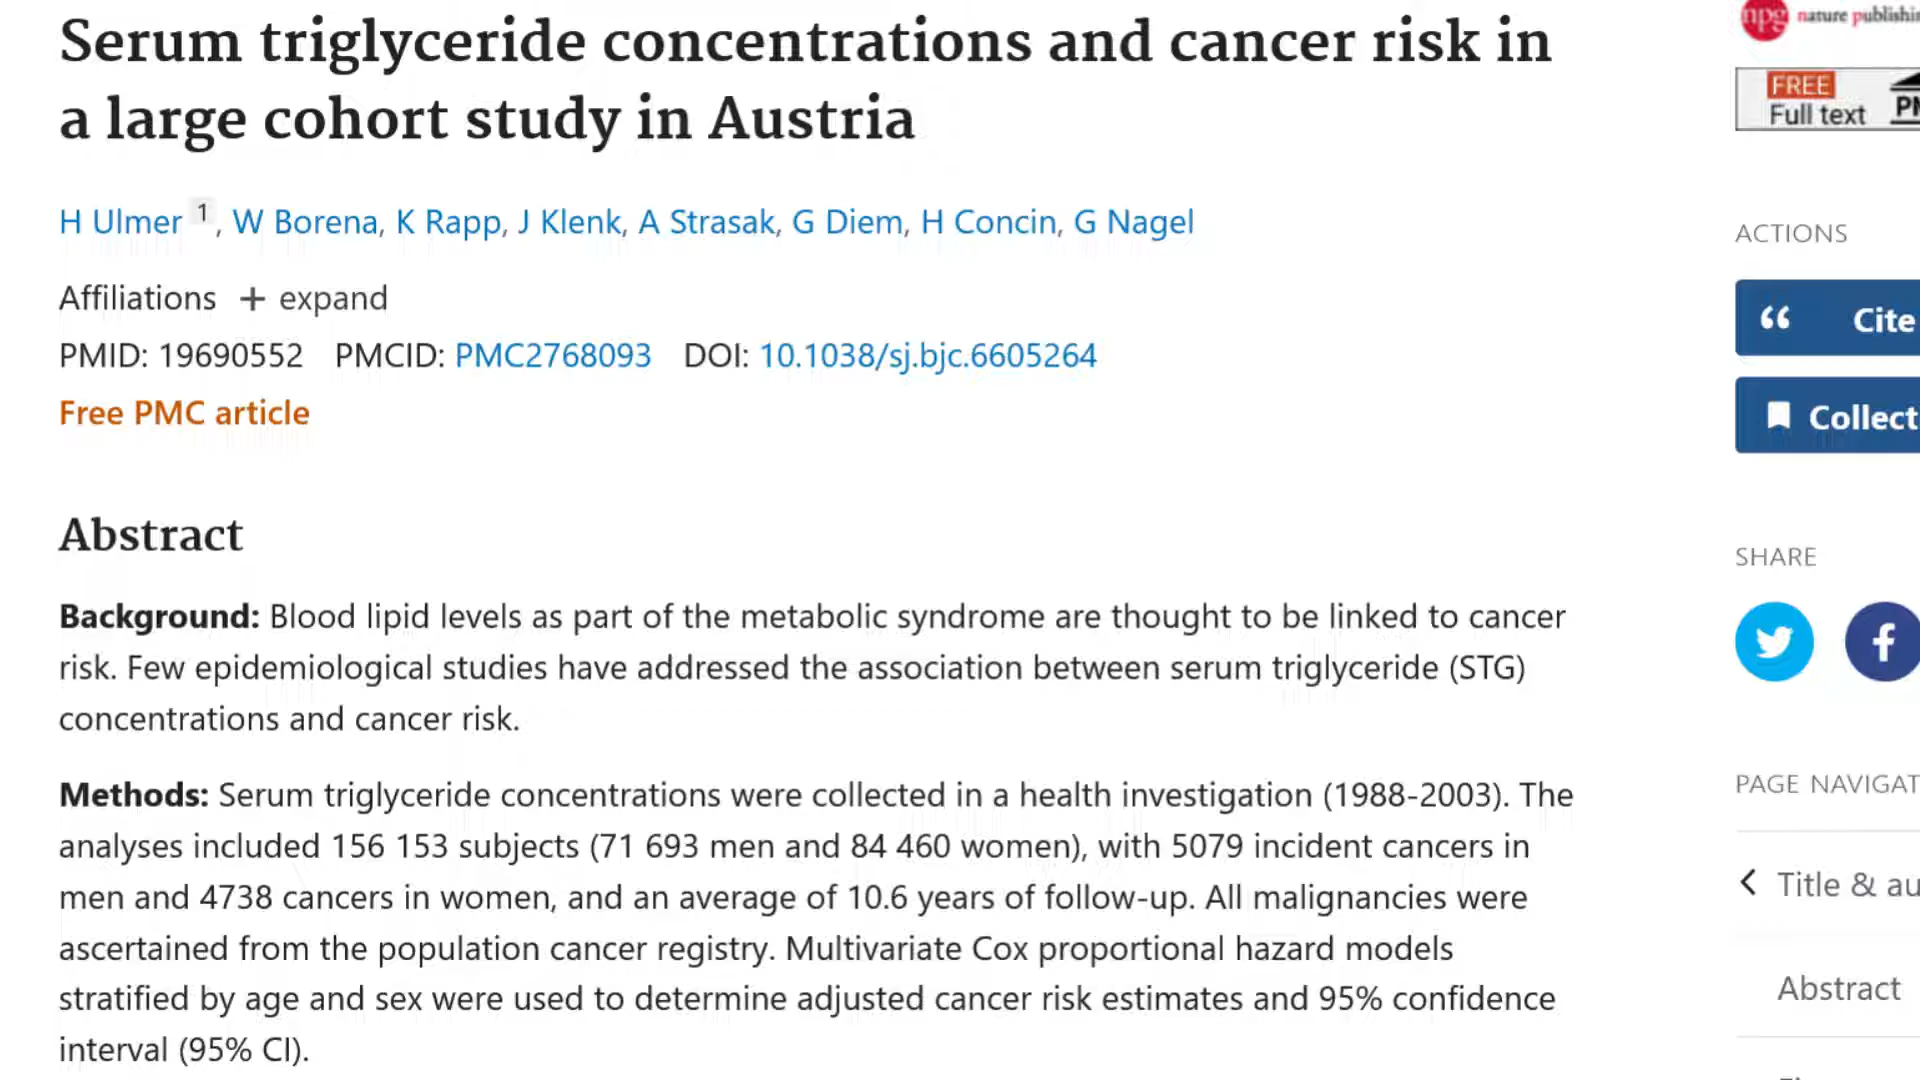 Serum triglyceride concentrations and cancer risk in
a large cohort study in Austria
H Ulmer 1, W Borena, K Rapp, J Klenk, A Strasak, G Diem, H Concin, G Nagel
Affiliations + expand
PMID: 19690552 PMCID: PMC2768093 DOI: 10.1038/sj.bjc.6605264
Free PMC article
Abstract
Background: Blood lipid levels as part of the metabolic syndrome are thought to be linked to cancer
risk. Few epidemiological studies have addressed the association between serum triglyceride (STG)
concentrations and cancer risk.
Methods: Serum triglyceride concentrations were collected in a health investigation (1988-2003). The
analyses included 156 153 subjects (71 693 men and 84 460 women), with 5079 incident cancers in
men and 4738 cancers in women, and an average of 10.6 years of follow-up. All malignancies were
ascertained from the population cancer registry. Multivariate Cox proportional hazard models
stratified by age and sex were used to determine adjusted cancer risk estimates and 95% confidence
interval (95% CI).
npg nature publishi
FREE
Full text
PM
ACTIONS
“ Cite
Collect
SHARE
PAGE NAVIGAT
< Title & au
Abstract